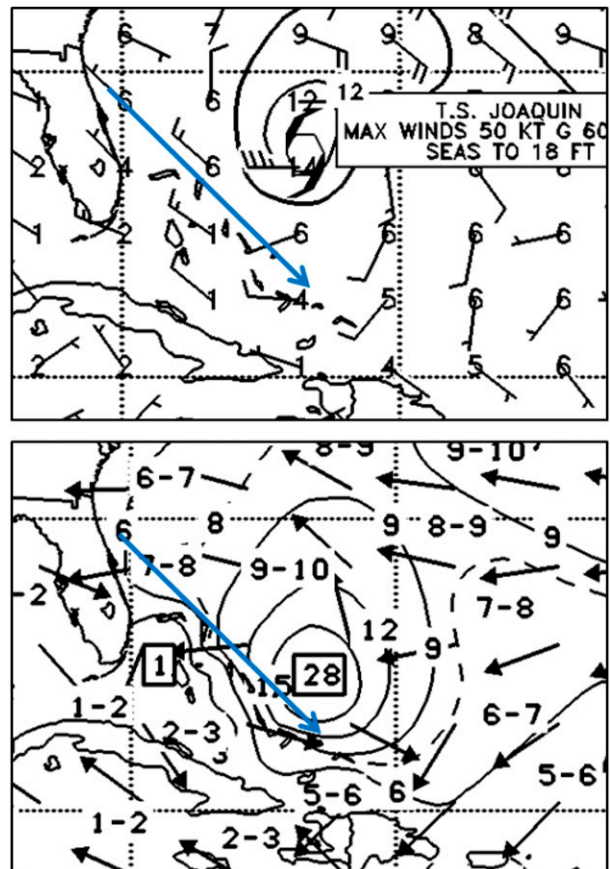 6 7 9 9 8 9
1 6 6 12 12
T.S. JOAQUIN
MAX WINDS 50 KT G 60
SEAS TO 18 FT
2 4 6 14
1 2 1 6 6 6 6
1 4 5 6 6
2 2 1 4 5 6
8-9 9-10
6-7
6 8 9 8-9 9
7-8 9-10
-2 7-8
12 9
1 28
15
1-2 6-7
2-3
3
5-6 6 5-6
1-2 2-3